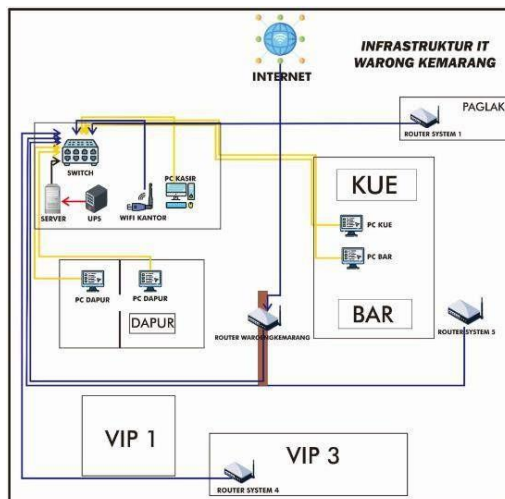 INFRASTRUKTUR IT
WARONG KEMARANG
INTERNET
PAGLAK
ROUTER SYSTEM 1
SWITCH
PC KASIR
SERVER
UPS
WIFI KANTOR
KUE
PC KUE
PC BAR
BAR
PC DAPUR
PC DAPUR
DAPUR
ROUTER WAROENGKEMARANG
ROUTER SYSTEM 5
VIP 1
VIP 3
ROUTER SYSTEM 4